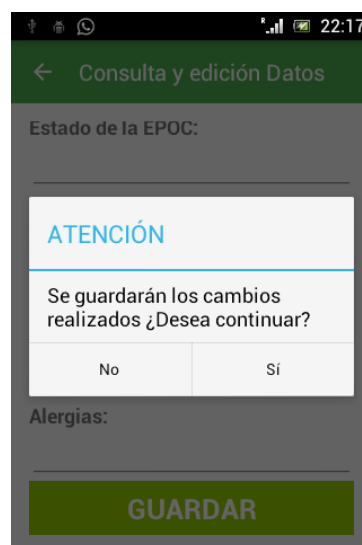 R
22:17
Consulta y edición Datos
Estado de la EPOC:
ATENCIÓN
Se guardarán los cambios
realizados ¿Desea continuar?
No
Sí
Alergias:
GUARDAR